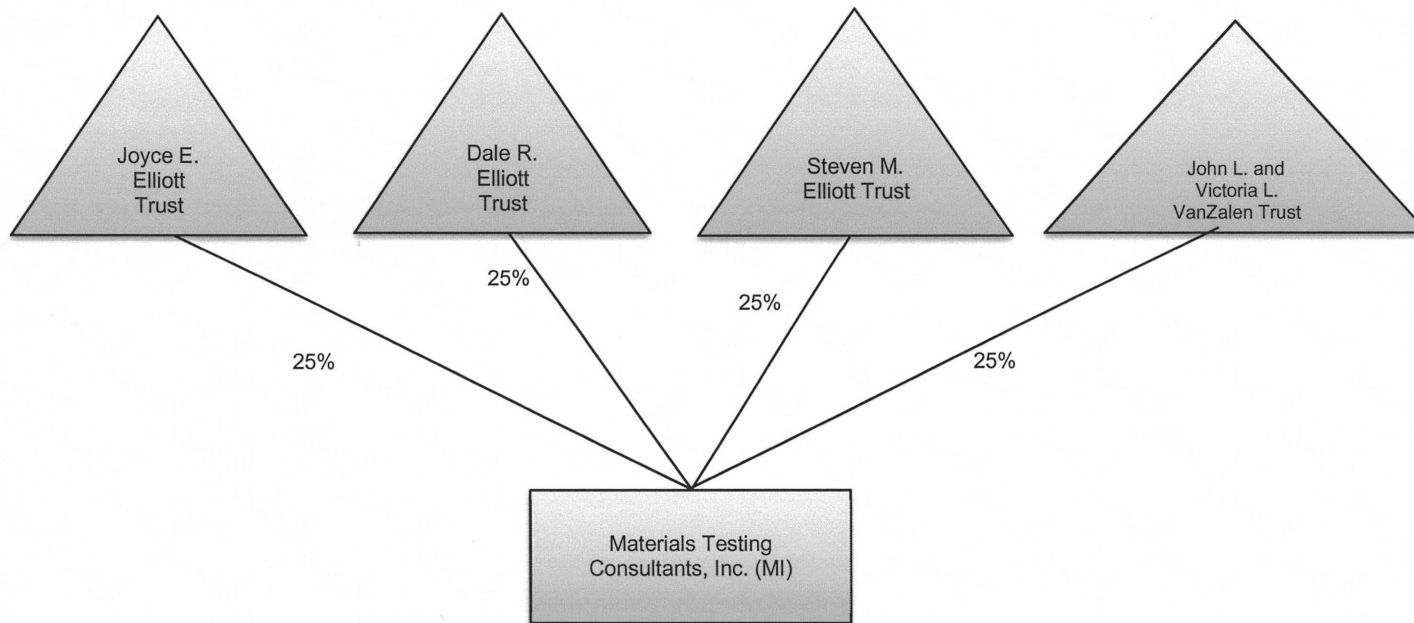 Joyce E.
Elliott
Trust
Dale R.
Elliott
Trust
Steven M.
Elliott Trust
John L. and
Victoria L.
VanZalen Trust
25%
25%
25%
25%
Materials Testing
Consultants, Inc. (MI)